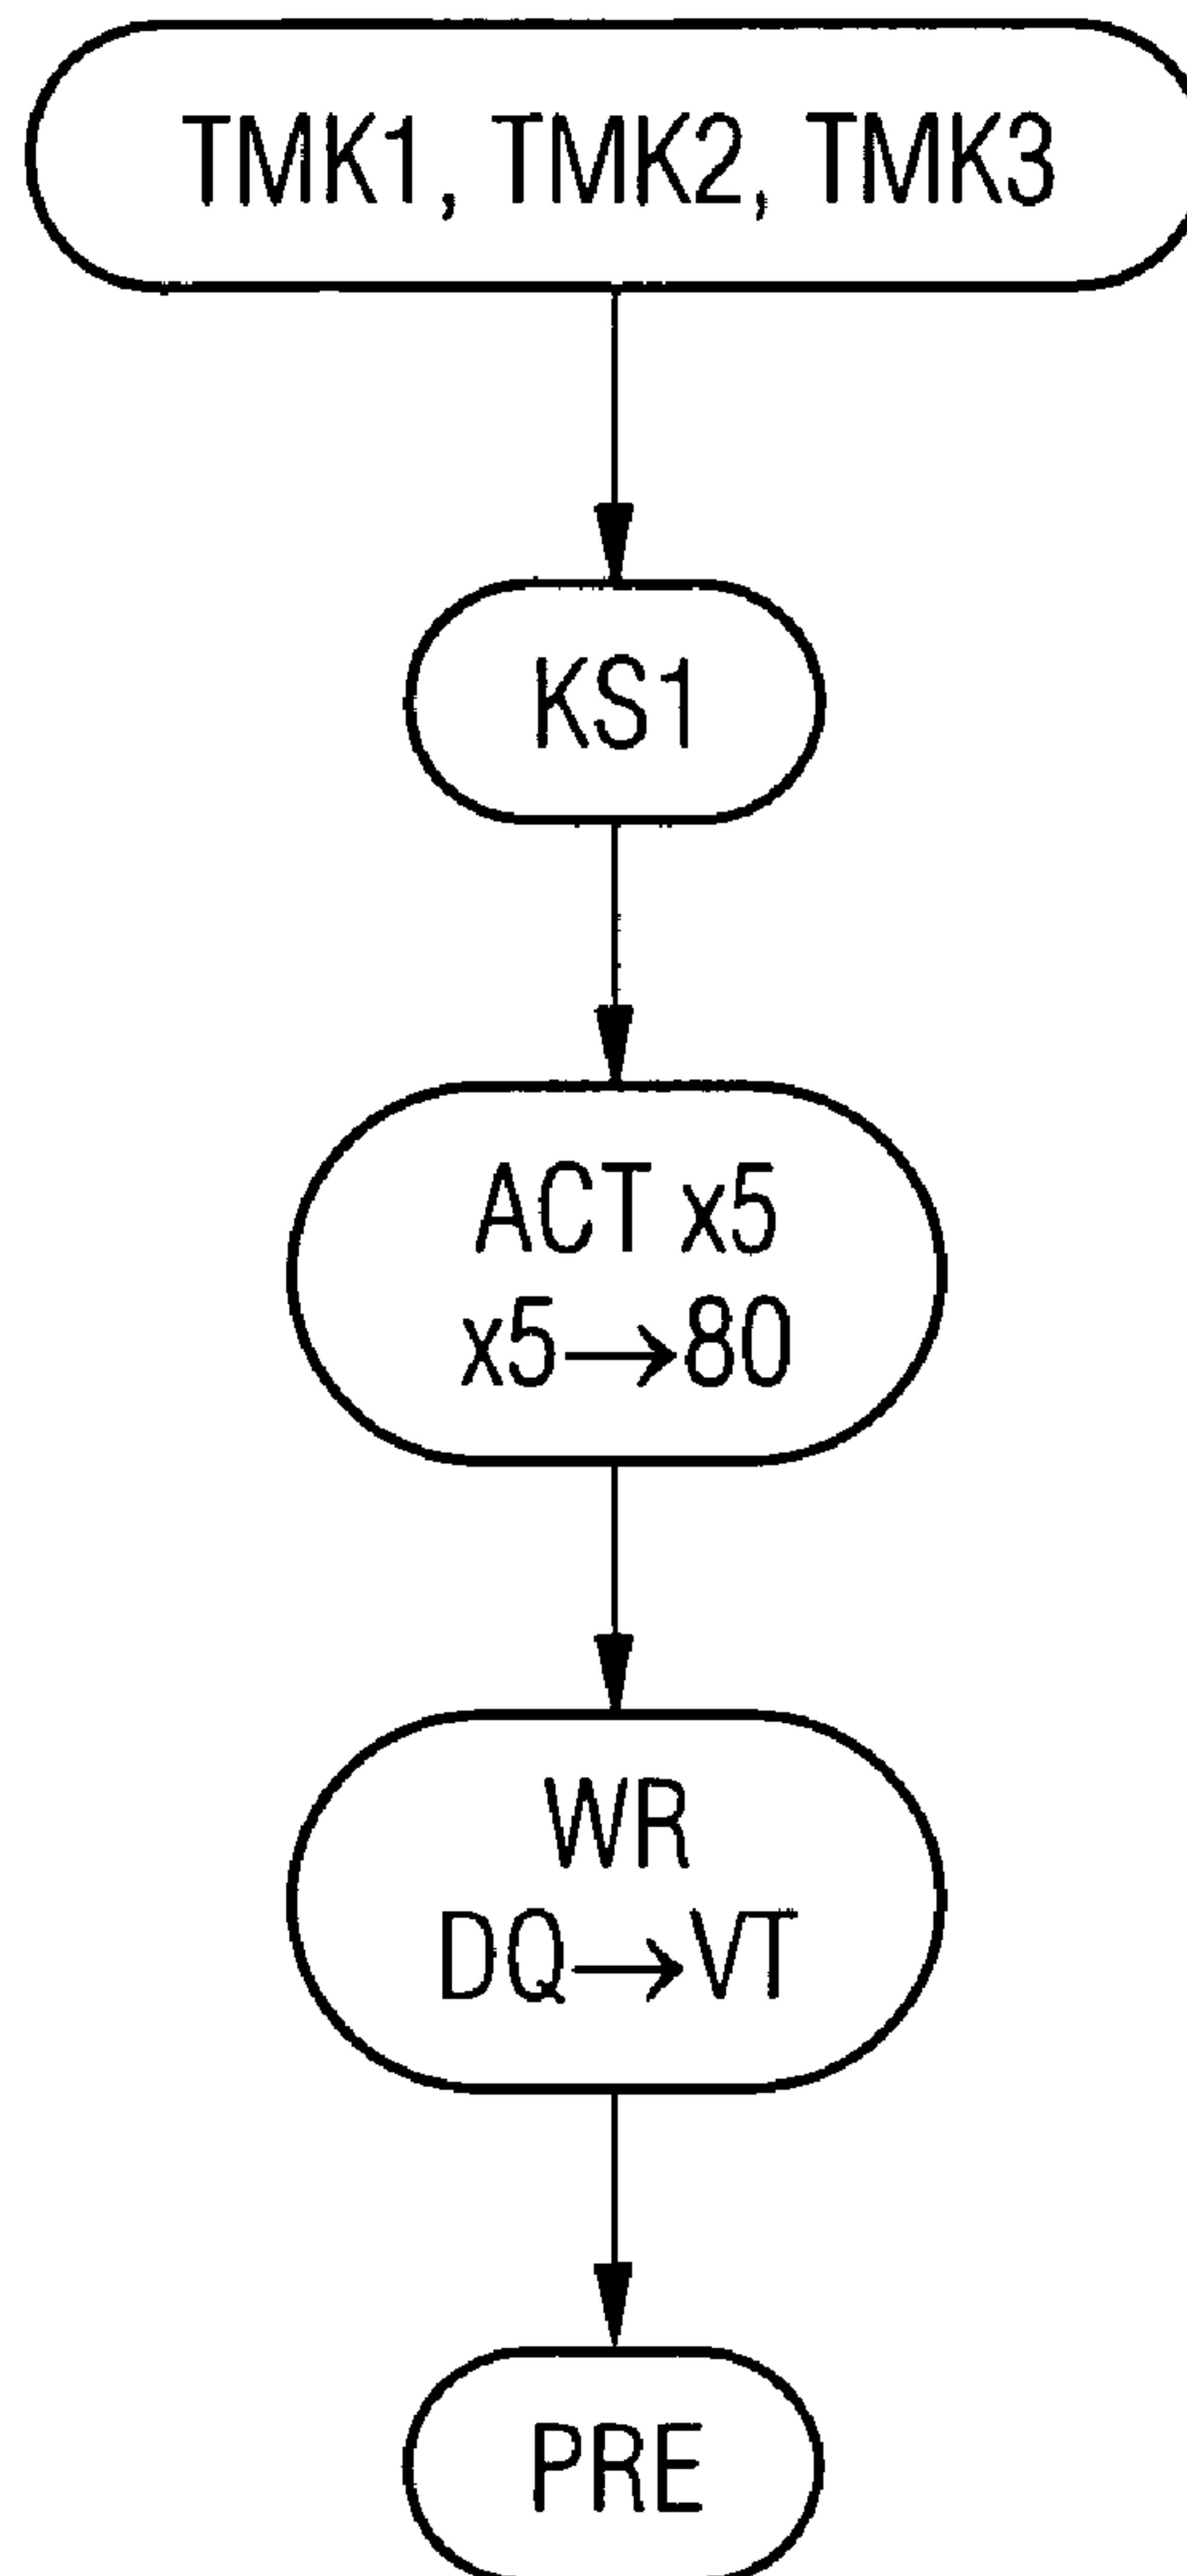 TMK1, TMK2, TMK3
KS1
ACT x5
x5→80
WR
DQ→VT
PRE